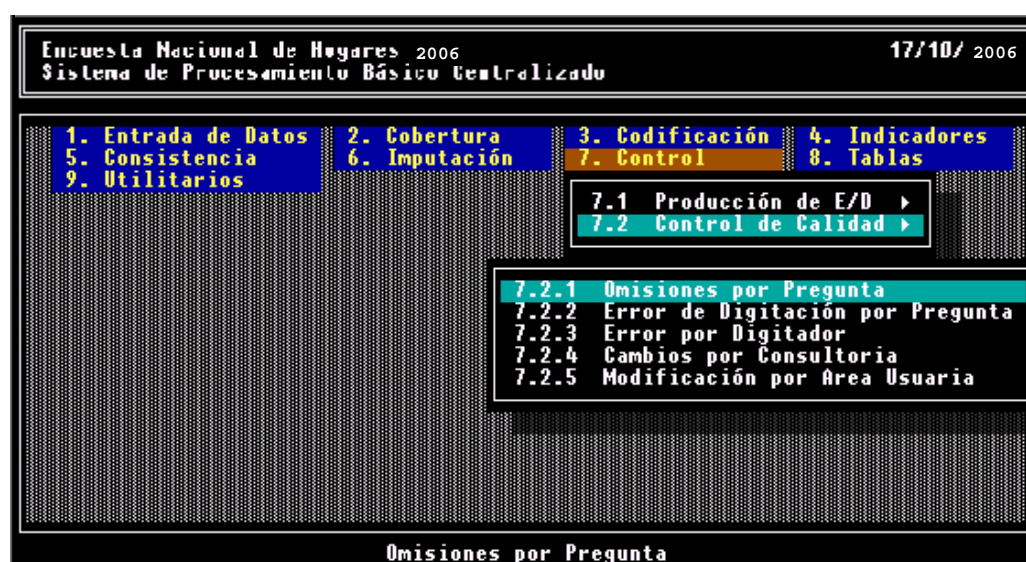 Encuesta Nacional de Hogares 2006 17/10/ 2006
Sistema de Procesamiento Básico Centralizado
1. Entrada de Datos 2. Cobertura 3. Codificación 4. Indicadores
5. Consistencia 6. Imputación 7. Control 8. Tablas
9. Utilitarios
7.1 Producción de E/D
7.2 Control de Calidad
7.2.1 Omisiones por Pregunta
7.2.2 Error de Digitación por Pregunta
7.2.3 Error por Digitador
7.2.4 Cambios por Consultoria
7.2.5 Modificación por Area Usuaria
Omisiones por Pregunta